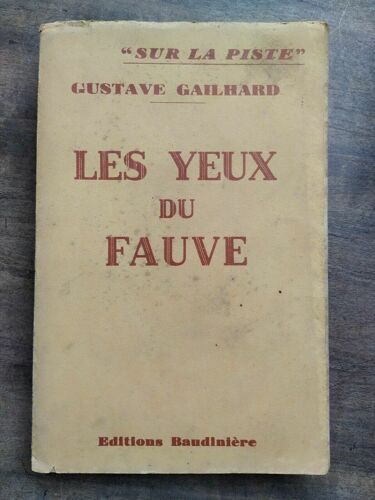 "SUR LA PISTE"
GUSTAVE GAILHARD
LES YEUX
DU
FAUVE
Editions Baudinière